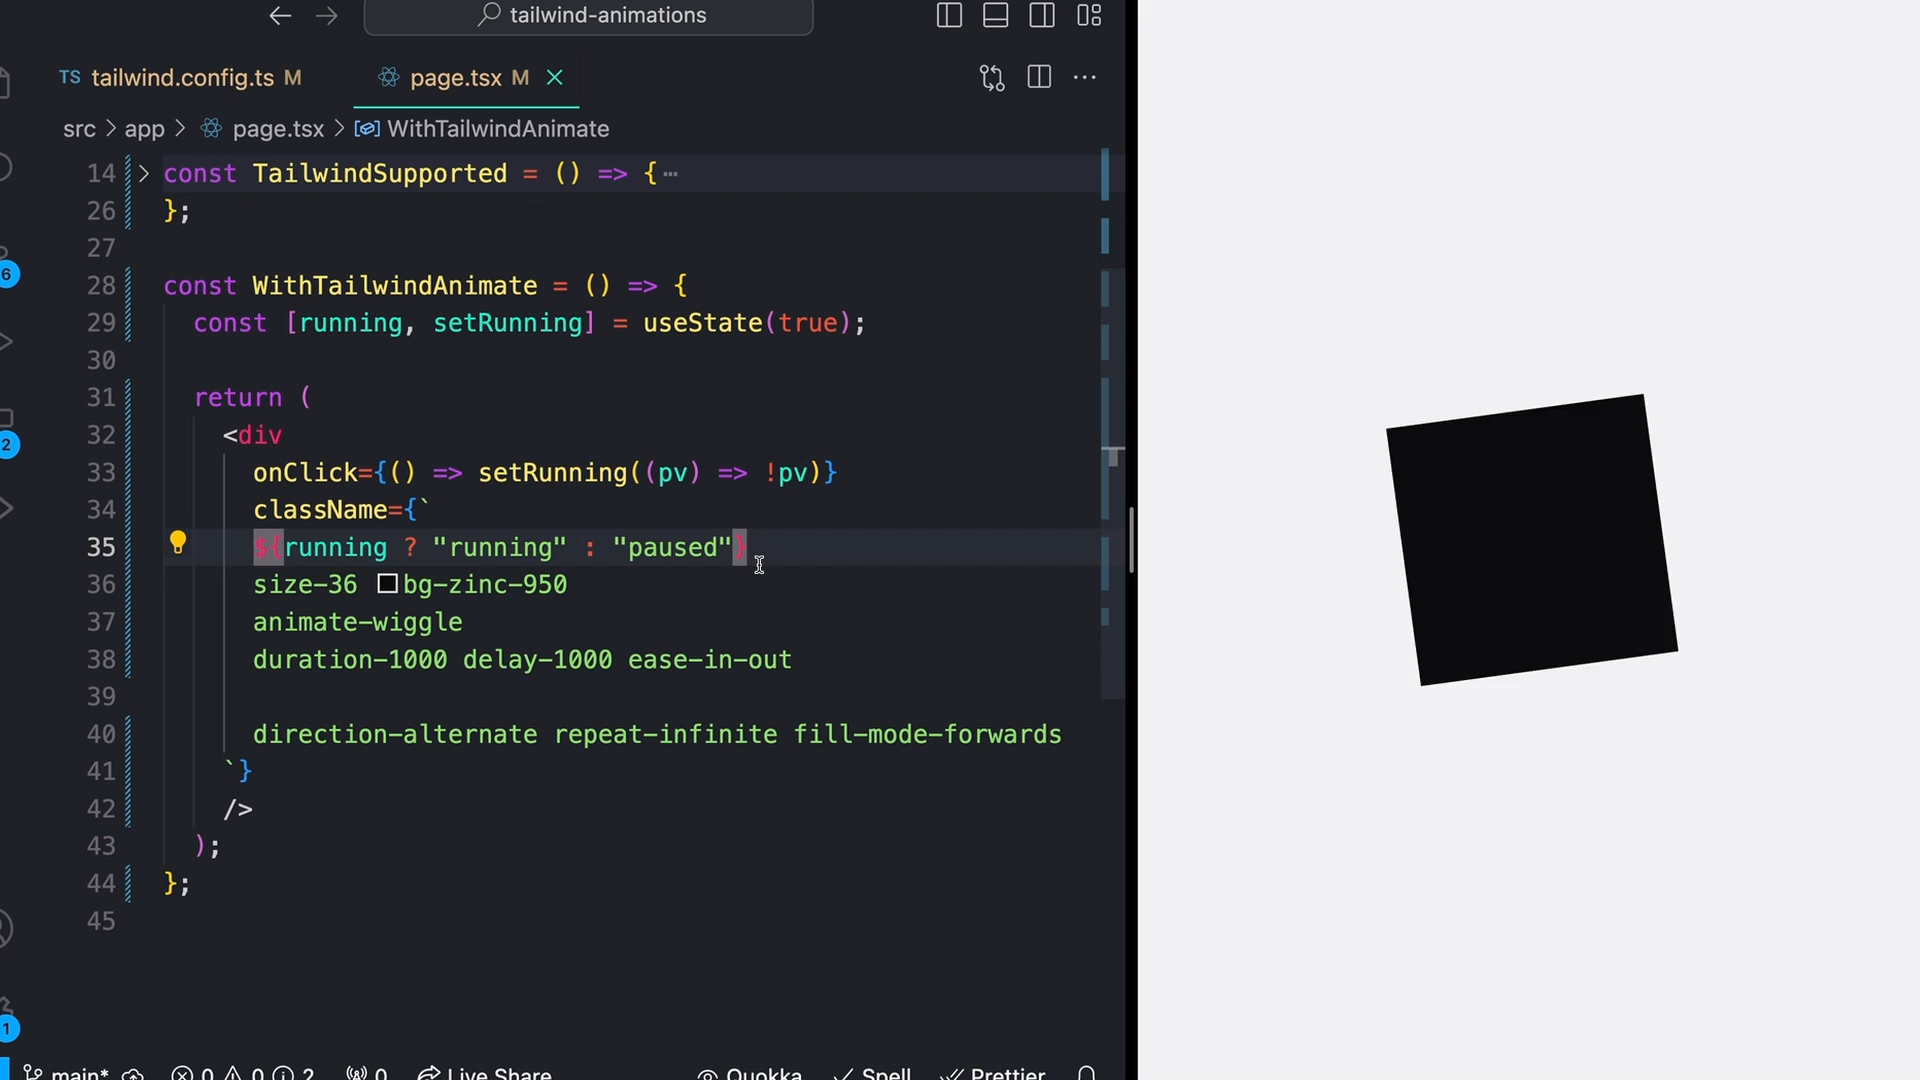 tailwind-animations
TS tailwind.config.ts M page.tsx M
src > app > page.tsx > WithTailwindAnimate
14 const TailwindSupported = () => {…
26 };
27
28 const WithTailwindAnimate = () => {
29 const [running, setRunning] = useState(true);
30
31 return (
32 <div
33 onClick={() => setRunning((pv) => !pv)}
34 className={`
35 ${running ? "running" : "paused"}
36 size-36 bg-zinc-950
37 animate-wiggle
38 duration-1000 delay-1000 ease-in-out
39
40 direction-alternate repeat-infinite fill-mode-forwards
41 `}
42 />
43 );
44 };
45
6
2
1
main* 0 0 2 0 Live Share Quokka Spell Prettier